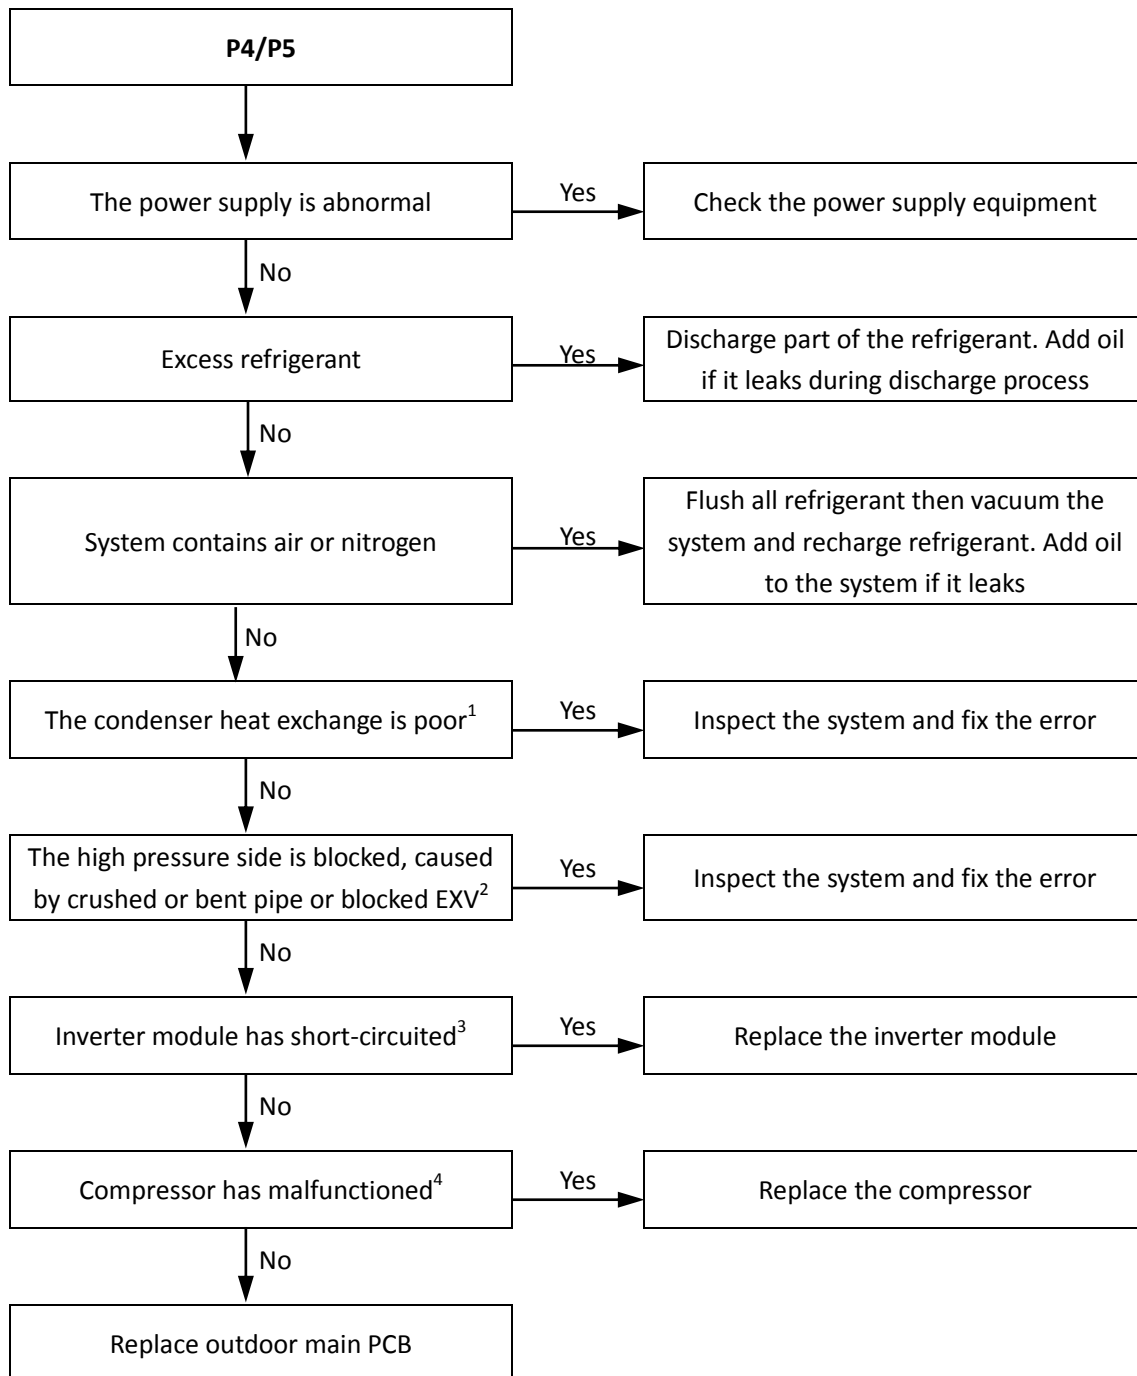 P4/P5
The power supply is abnormal
Yes
Check the power supply equipment
No
Excess refrigerant
Yes
Discharge part of the refrigerant. Add oil
if it leaks during discharge process
No
System contains air or nitrogen
Yes
Flush all refrigerant then vacuum the
system and recharge refrigerant. Add oil
to the system if it leaks
No
The condenser heat exchange is poor¹
Yes
Inspect the system and fix the error
No
The high pressure side is blocked, caused
by crushed or bent pipe or blocked EXV²
Yes
Inspect the system and fix the error
No
Inverter module has short-circuited³
Yes
Replace the inverter module
No
Compressor has malfunctioned⁴
Yes
Replace the compressor
No
Replace outdoor main PCB